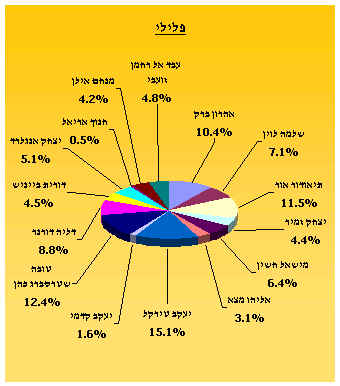 פלילי
אהרון ברק
10.4%
שלמה לוין
7.1%
תיאודור אור
11.5%
יצחק זמיר
4.4%
מישאל חשין
6.4%
אליהו מצא
3.1%
יעקב טירקל
15.1%
יעקב קדמי
1.6%
טובה
שטרסברג כהן
12.4%
דליה דורנר
8.8%
דורית ביניש
4.5%
יצחק אנגלרד
5.1%
חנוך אריאל
0.5%
מנחם אילן
4.2%
עבד אל רחמן
זועבי
4.8%